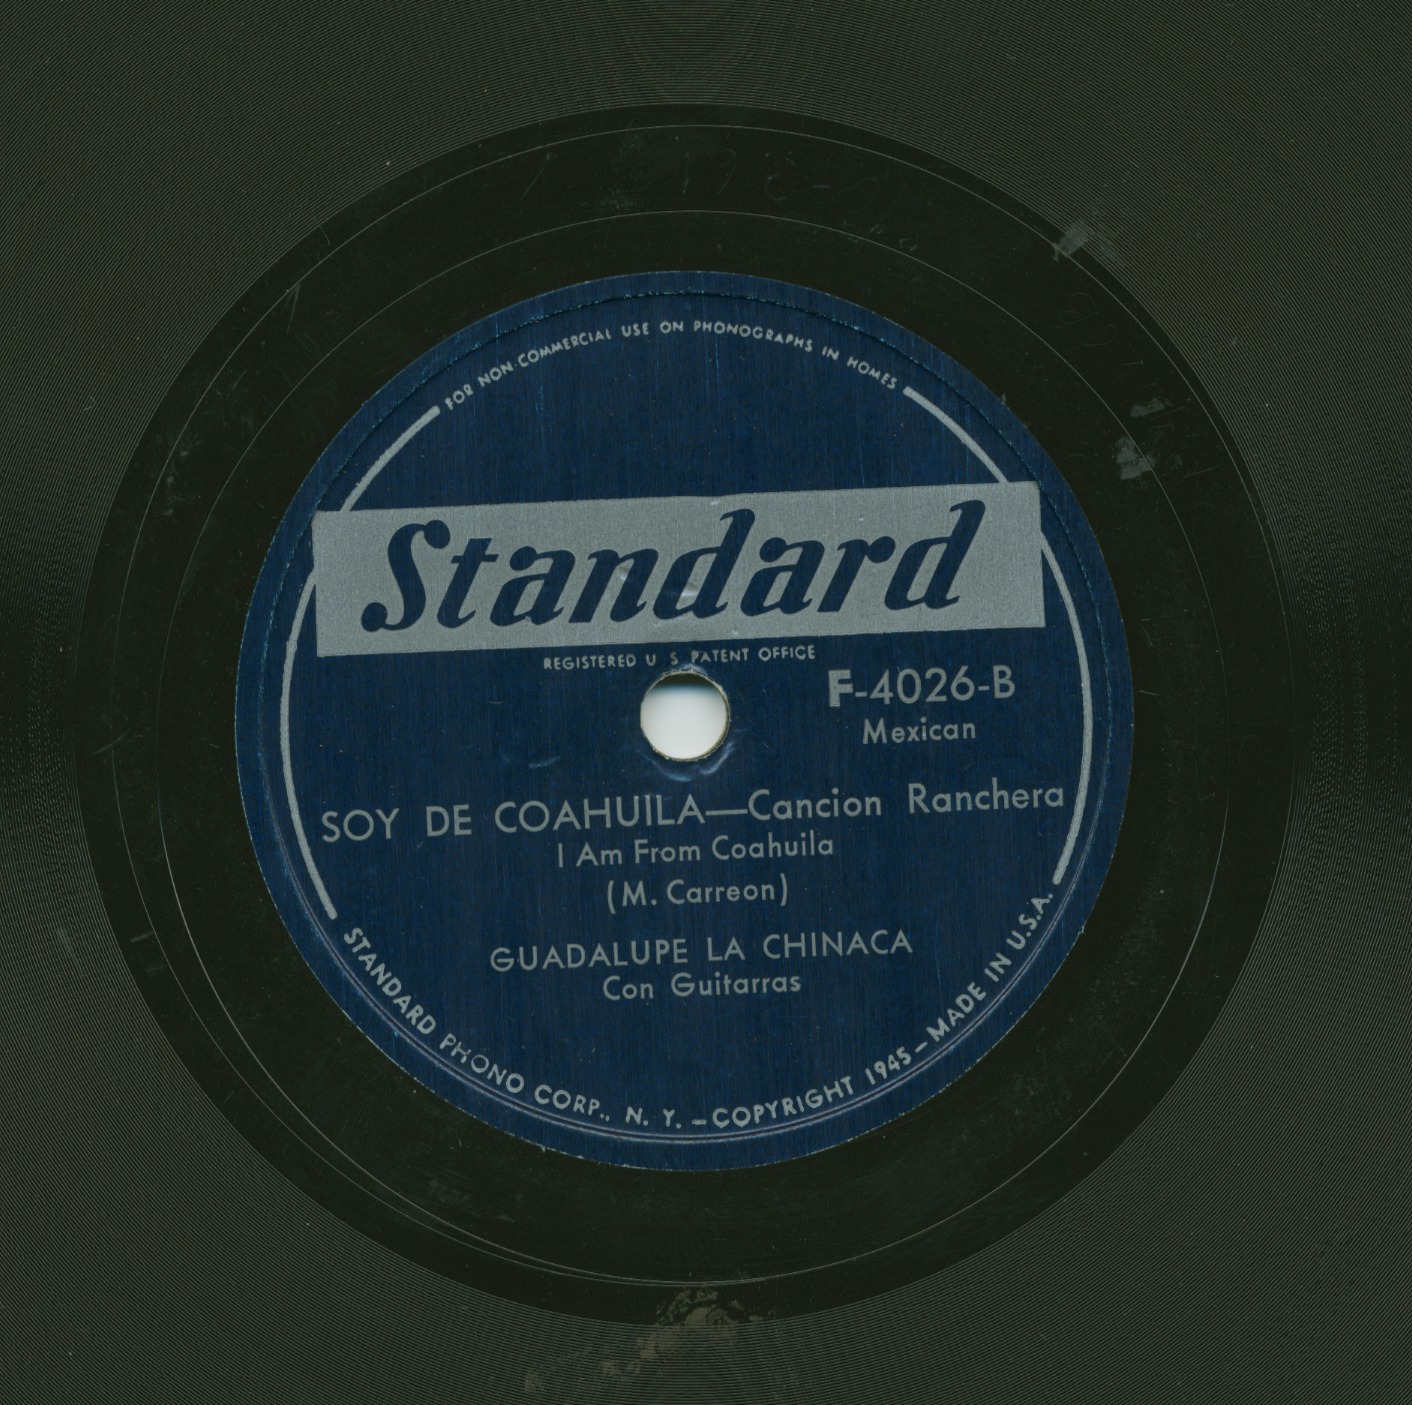 FOR NON-COMMERCIAL USE ON PHONOGRAPHS IN HOMES
Standard
REGISTERED U S PATENT OFFICE
F-4026-B
Mexican
SOY DE COAHUILA—Cancion Ranchera
I Am From Coahuila
(M. Carreon)
GUADALUPE LA CHINACA
Con Guitarras
STANDARD PHONO CORP., N. Y. – COPYRIGHT 1945 – MADE IN U.S.A.